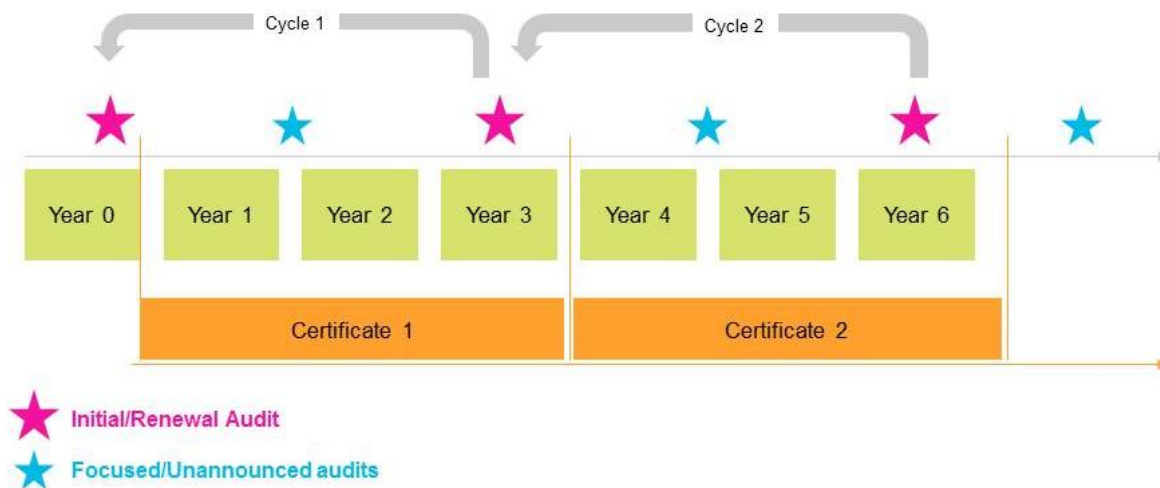 Cycle 1
Cycle 2
Year 0
Year 1
Year 2
Year 3
Year 4
Year 5
Year 6
Certificate 1
Certificate 2
Initial/Renewal Audit
Focused/Unannounced audits